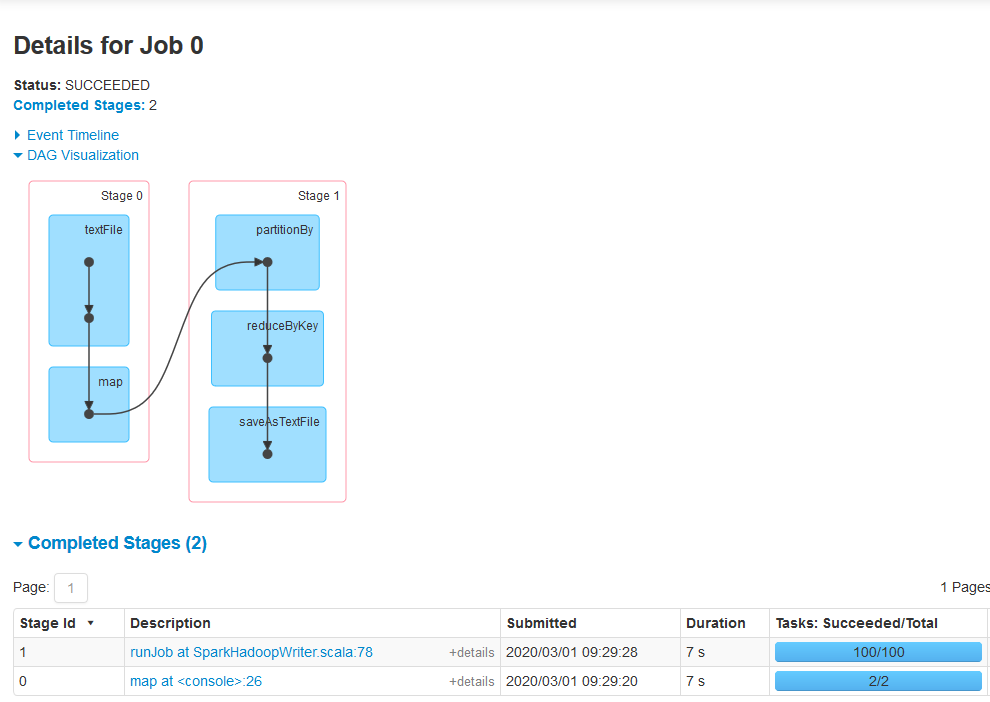 Details for Job 0
Status: SUCCEEDED
Completed Stages: 2
Event Timeline
DAG Visualization
Stage 0
textFile
map
Stage 1
partitionBy
reduceByKey
saveAsTextFile
Completed Stages (2)
Page: 1 1 Pages
Stage Id ▼ Description Submitted Duration Tasks: Succeeded/Total
1 runJob at SparkHadoopWriter.scala:78 +details 2020/03/01 09:29:28 7 s 100/100
0 map at <console>:26 +details 2020/03/01 09:29:20 7 s 2/2